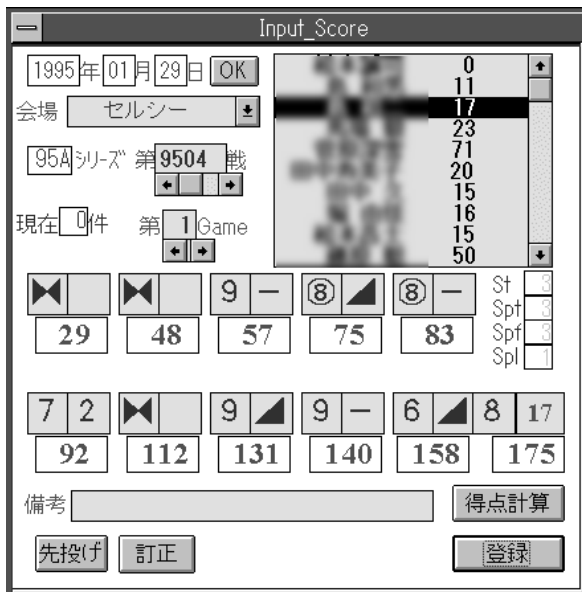 Input_Score
1995年01月29日 OK
会場 セルシー
95A シリーズ 第9504戦
現在 0件 第 1 Game
0
11
17
23
71
20
15
16
15
50
9 － ⑧ ⑧ －
29 48 57 75 83
St 3
Spt 3
Spf 3
Spl 1
7 2 9 9 － 6 8 17
92 112 131 140 158 175
備考 得点計算
先投げ 訂正 登録